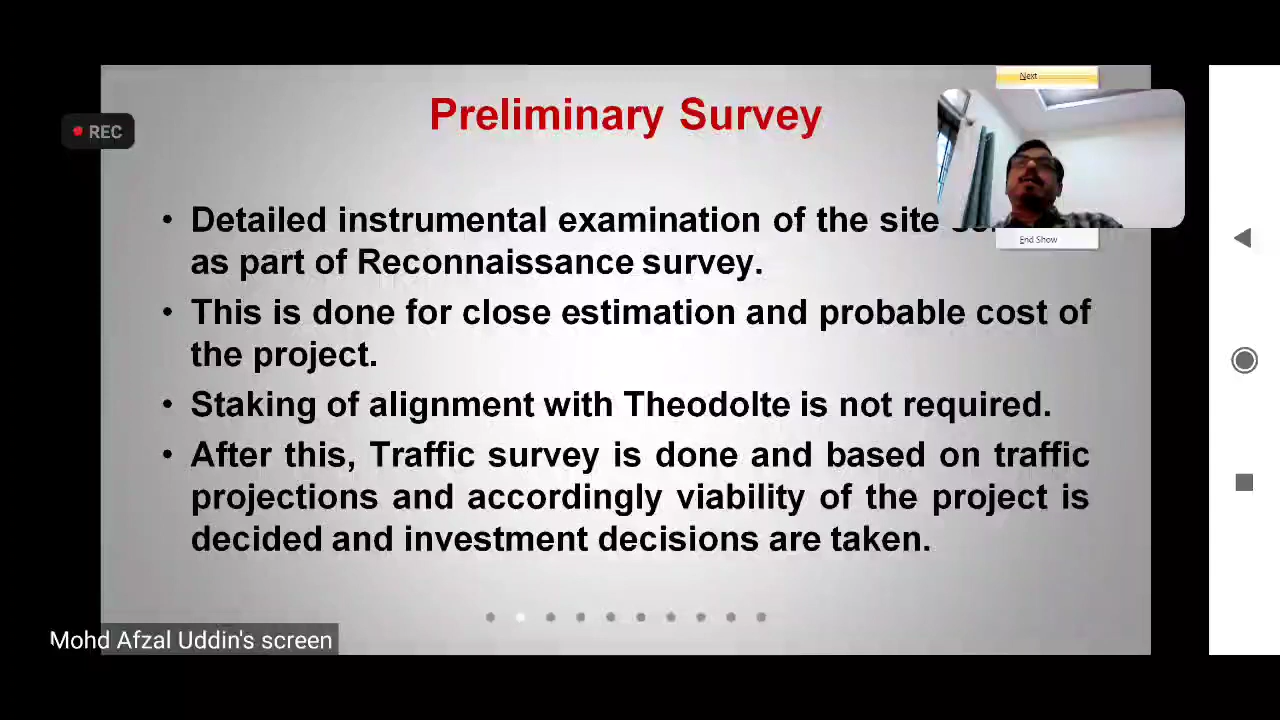 Next
Preliminary Survey
REC
• Detailed instrumental examination of the site
as part of Reconnaissance survey.
End Show
• This is done for close estimation and probable cost of
the project.
• Staking of alignment with Theodolte is not required.
• After this, Traffic survey is done and based on traffic
projections and accordingly viability of the project is
decided and investment decisions are taken.
Mohd Afzal Uddin's screen